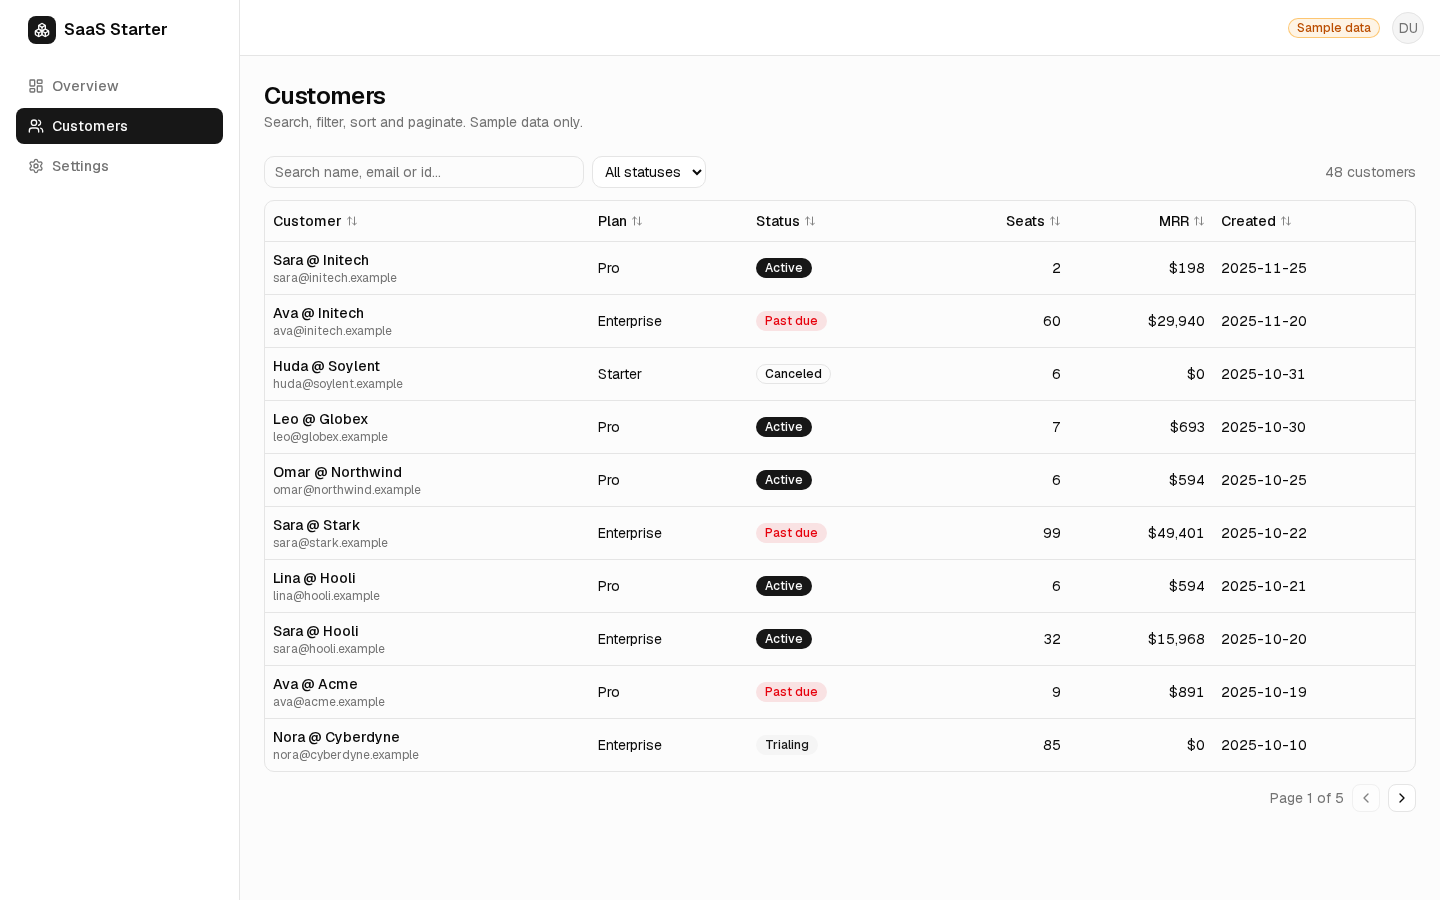 SaaS Starter
Sample data
DU
Overview
Customers
Settings
Customers
Search, filter, sort and paginate. Sample data only.
Search name, email or id...
All statuses
48 customers
Customer Plan Status Seats MRR Created
Sara @ Initech
sara@initech.example
Pro Active 2 $198 2025-11-25
Ava @ Initech
ava@initech.example
Enterprise Past due 60 $29,940 2025-11-20
Huda @ Soylent
huda@soylent.example
Starter Canceled 6 $0 2025-10-31
Leo @ Globex
leo@globex.example
Pro Active 7 $693 2025-10-30
Omar @ Northwind
omar@northwind.example
Pro Active 6 $594 2025-10-25
Sara @ Stark
sara@stark.example
Enterprise Past due 99 $49,401 2025-10-22
Lina @ Hooli
lina@hooli.example
Pro Active 6 $594 2025-10-21
Sara @ Hooli
sara@hooli.example
Enterprise Active 32 $15,968 2025-10-20
Ava @ Acme
ava@acme.example
Pro Past due 9 $891 2025-10-19
Nora @ Cyberdyne
nora@cyberdyne.example
Enterprise Trialing 85 $0 2025-10-10
Page 1 of 5